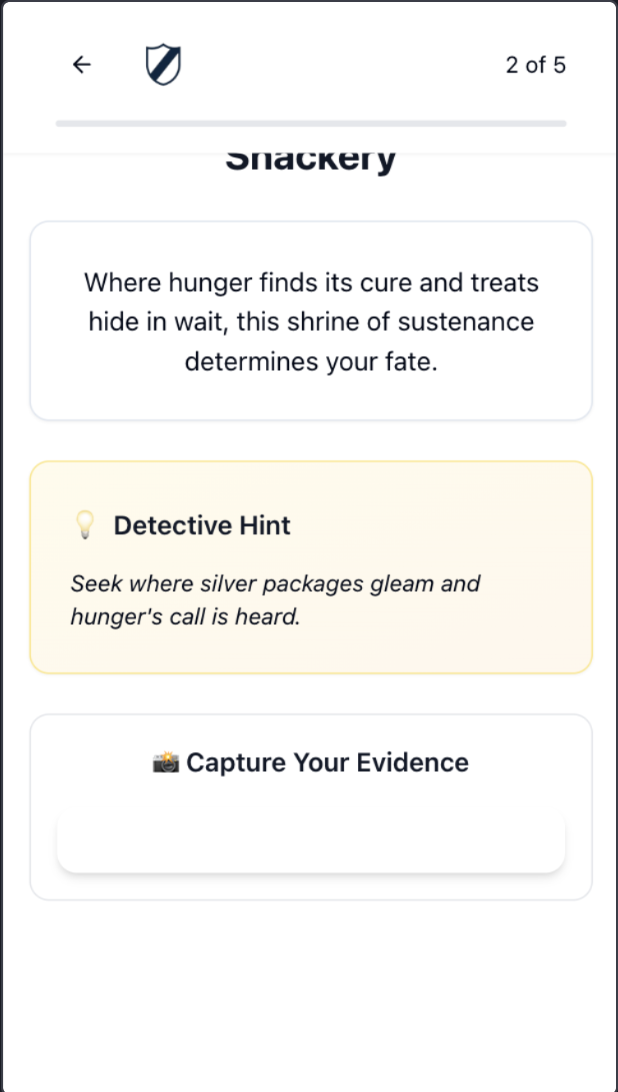 2 of 5
Snackery
Where hunger finds its cure and treats
hide in wait, this shrine of sustenance
determines your fate.
Detective Hint
Seek where silver packages gleam and
hunger's call is heard.
Capture Your Evidence